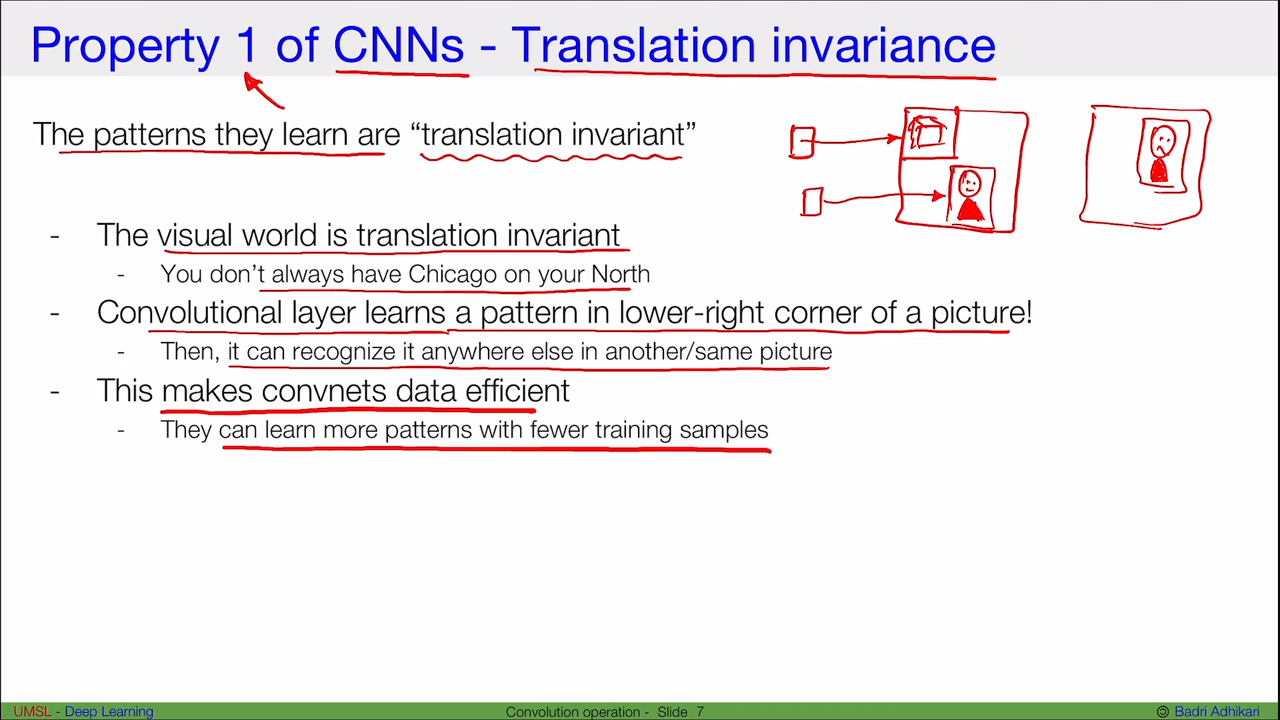 Property 1 of CNNs - Translation invariance
The patterns they learn are “translation invariant”
- The visual world is translation invariant
- You don’t always have Chicago on your North
- Convolutional layer learns a pattern in lower-right corner of a picture!
- Then, it can recognize it anywhere else in another/same picture
- This makes convnets data efficient
- They can learn more patterns with fewer training samples
UMSL - Deep Learning
Convolution operation - Slide 7
© Badri Adhikari